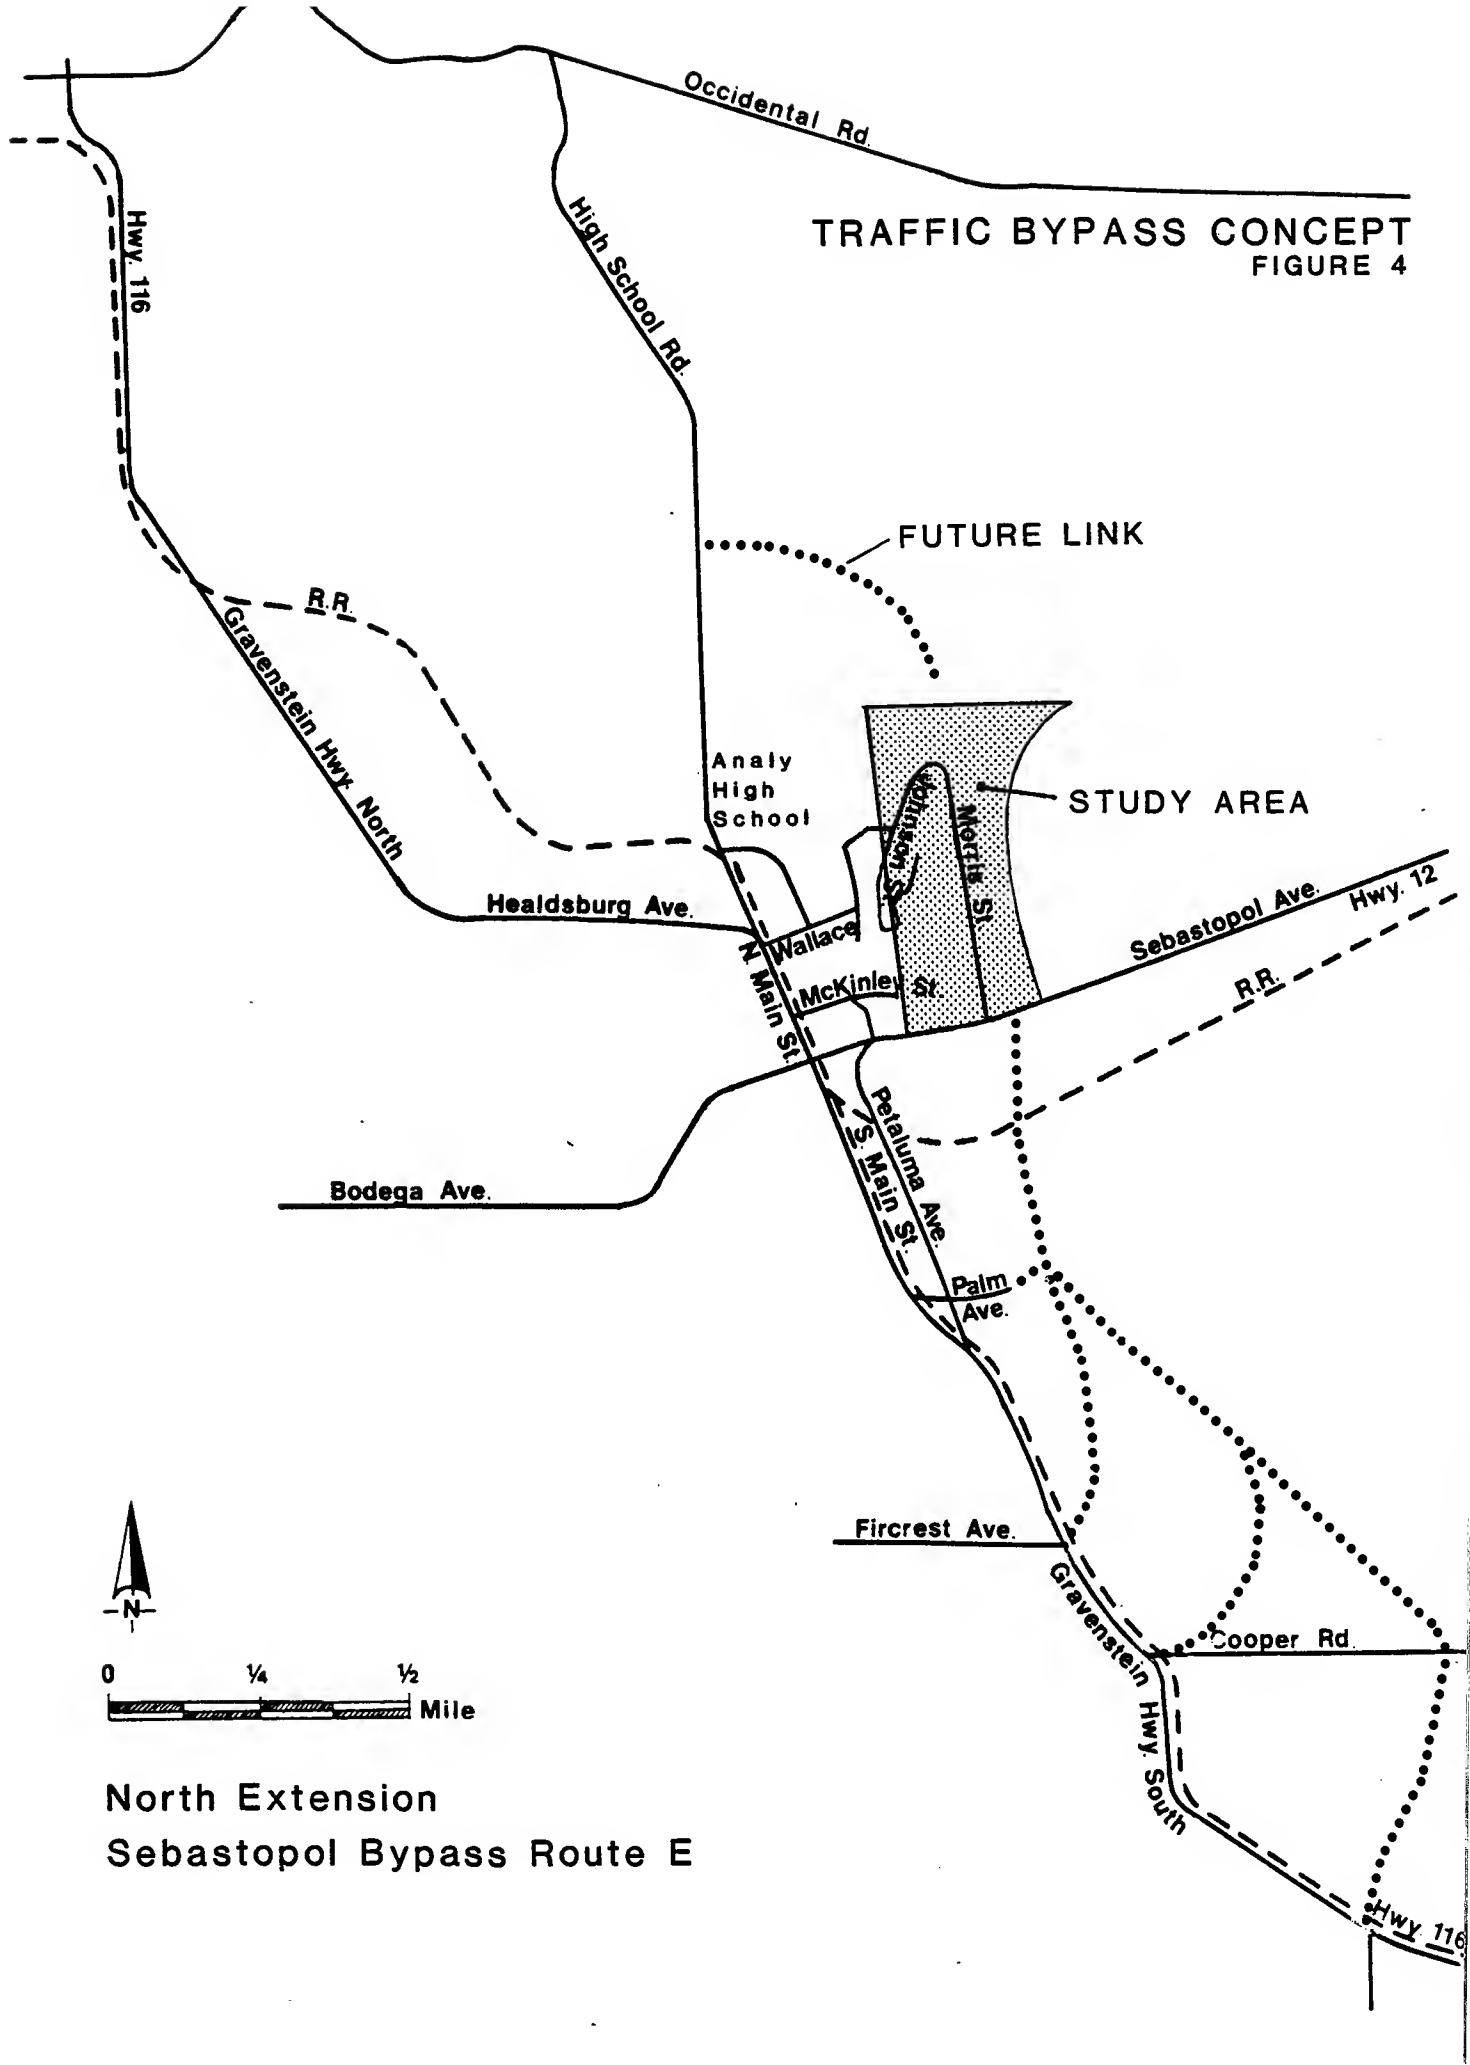 Occidental Rd.
TRAFFIC BYPASS CONCEPT
FIGURE 4
Hwy. 116
High School Rd.
FUTURE LINK
R.R.
Gravenstein Hwy. North
Analy
High
School
Johnson St.
Morris St.
STUDY AREA
Healdsburg Ave.
Wallace
Sebastopol Ave.
Hwy. 12
N. Main St.
McKinley St.
R.R.
Petaluma Ave.
S. Main St.
Bodega Ave.
Palm
Ave.
Fircrest Ave.
Gravenstein Hwy. South
Cooper Rd.
-N-
0 ¼ ½
Mile
North Extension
Sebastopol Bypass Route E
Hwy. 116